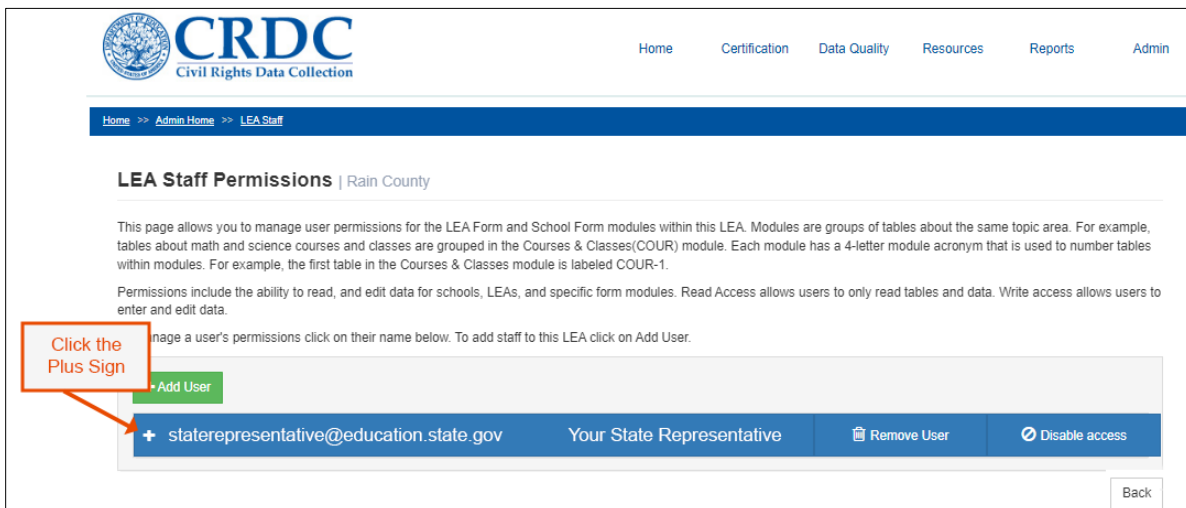 CRDC
Civil Rights Data Collection
Home Certification Data Quality Resources Reports Admin
Home >> Admin Home >> LEA Staff
LEA Staff Permissions | Rain County
This page allows you to manage user permissions for the LEA Form and School Form modules within this LEA. Modules are groups of tables about the same topic area. For example,
tables about math and science courses and classes are grouped in the Courses & Classes(COUR) module. Each module has a 4-letter module acronym that is used to number tables
within modules. For example, the first table in the Courses & Classes module is labeled COUR-1.
Permissions include the ability to read, and edit data for schools, LEAs, and specific form modules. Read Access allows users to only read tables and data. Write access allows users to
enter and edit data.
a user's permissions click on their name below. To add staff to this LEA click on Add User.
Click the
Plus Sign
Add User
+ staterepresentative@education.state.gov Your State Representative Remove User Disable access
Back